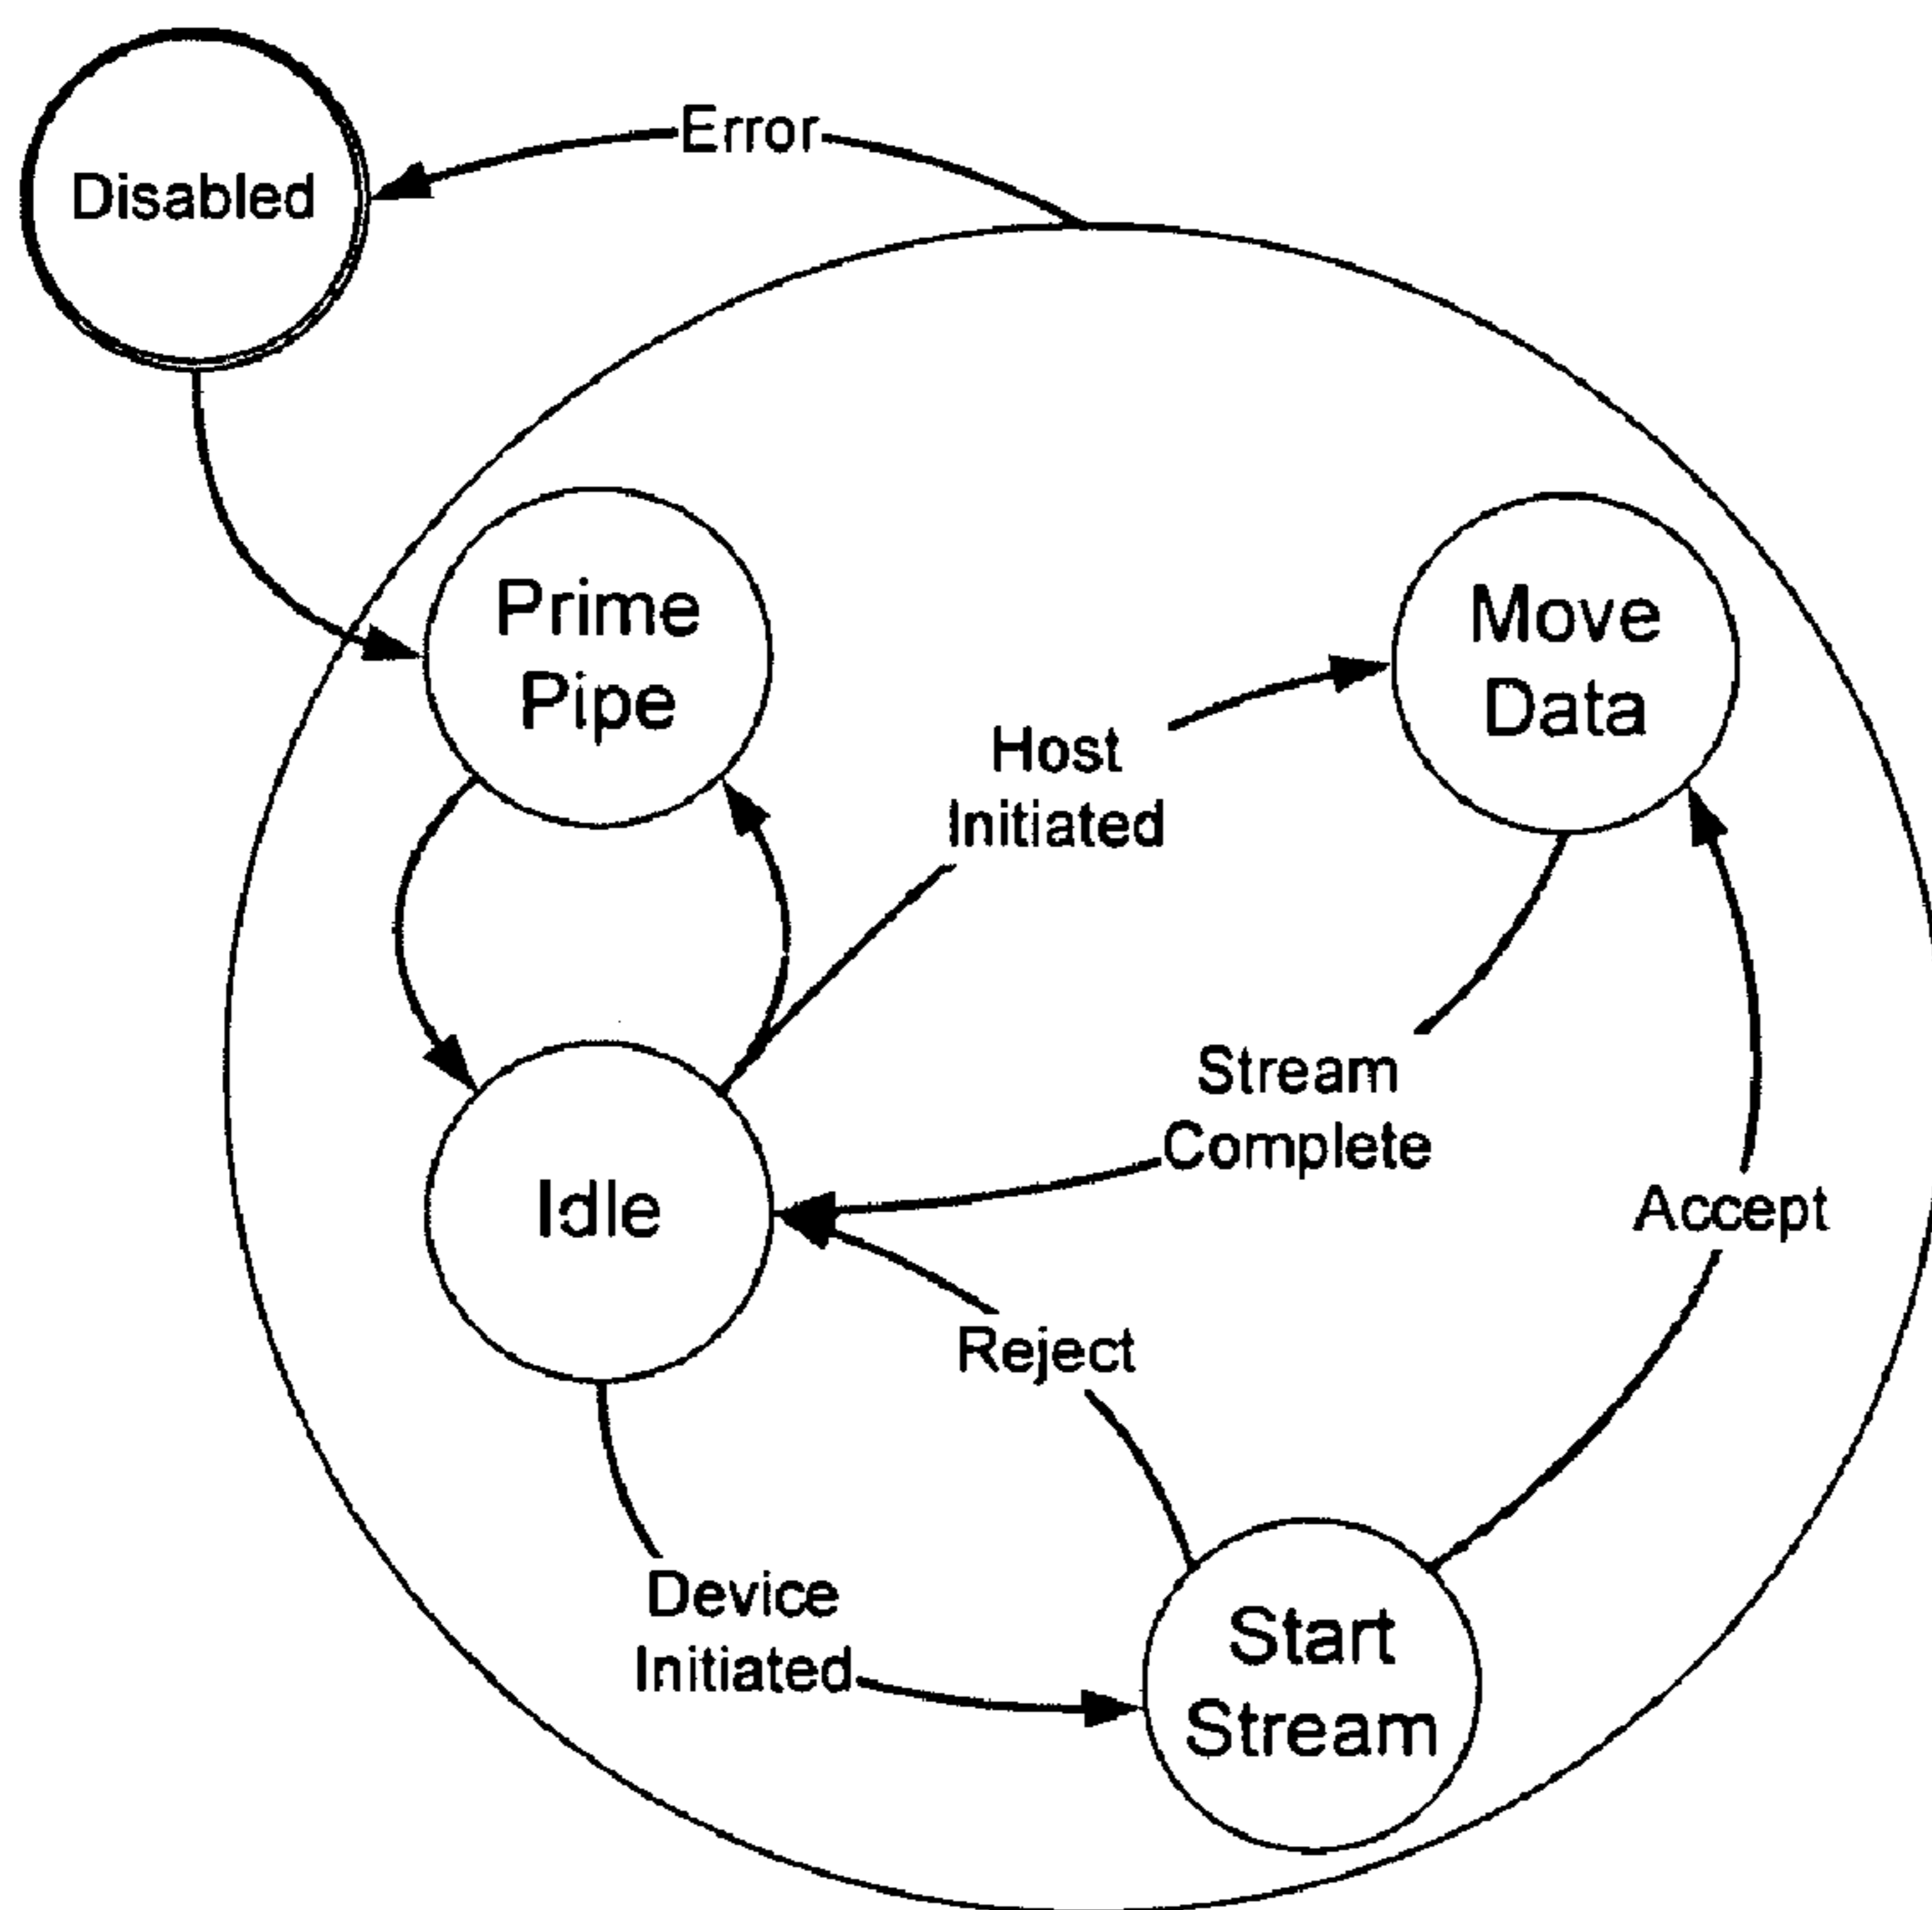 Error
Disabled
Prime
Pipe
Move
Data
Host
Initiated
Stream
Complete
Idle
Accept
Reject
Device
Initiated
Start
Stream